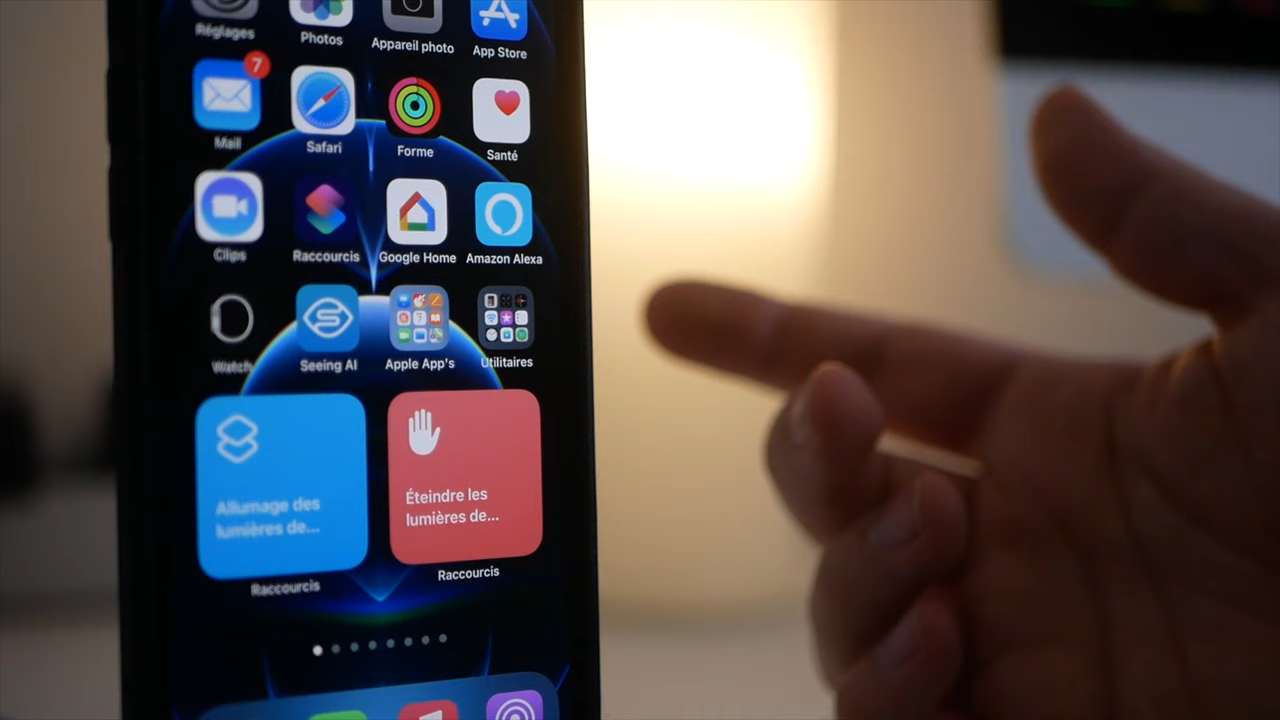 Réglages
Photos
Appareil photo
App Store
7
Mail
Safari
Forme
Santé
Clips
Raccourcis
Google Home
Amazon Alexa
Watch
Seeing AI
Apple App's
Utilitaires
Allumage des
lumières de...
Éteindre les
lumières de...
Raccourcis
Raccourcis